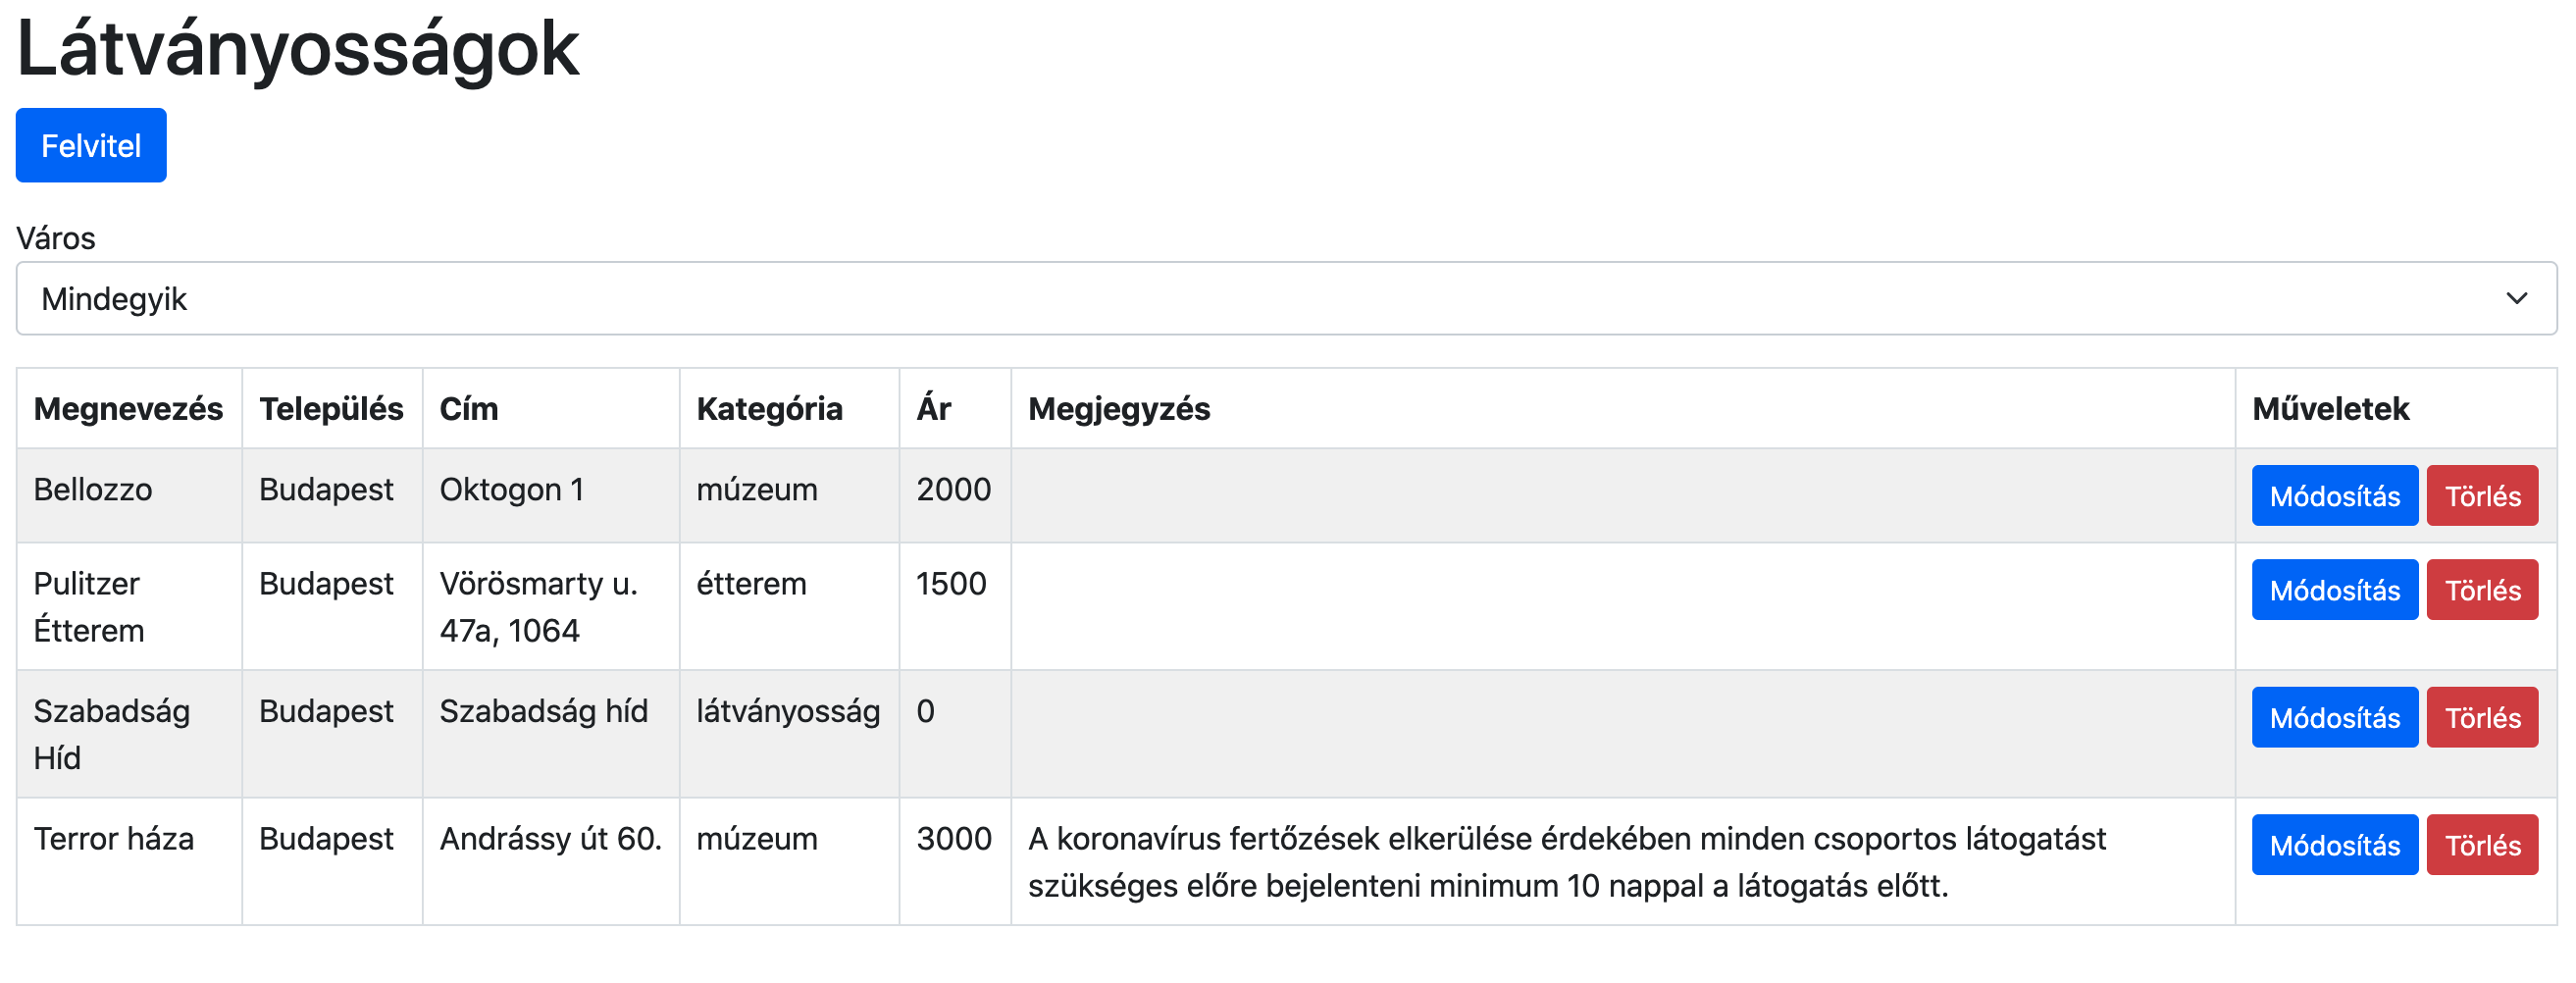 Látványosságok
Felvitel
Város
Mindegyik
Megnevezés Település Cím Kategória Ár Megjegyzés Műveletek
Bellozzo Budapest Oktogon 1 múzeum 2000 Módosítás Törlés
Pulitzer Budapest Vörösmarty u. étterem 1500 Módosítás Törlés
Étterem 47a, 1064
Szabadság Budapest Szabadság híd látványosság 0 Módosítás Törlés
Híd
Terror háza Budapest Andrássy út 60. múzeum 3000 A koronavírus fertőzések elkerülése érdekében minden csoportos látogatást Módosítás Törlés
szükséges előre bejelenteni minimum 10 nappal a látogatás előtt.